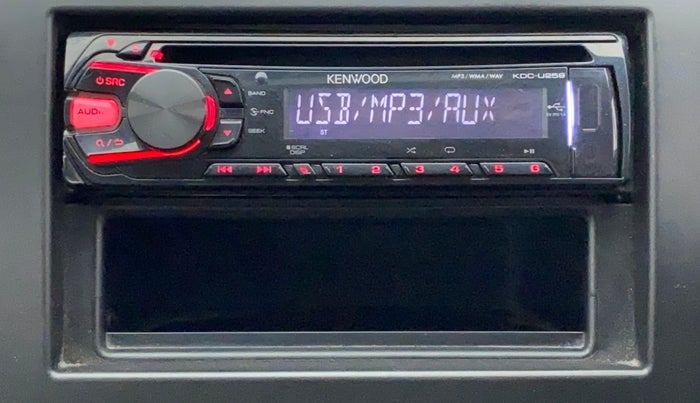 KENWOOD
MP3/WMA/WAV KDC-U259
SRC
AUD
BAND
FNC
SEEK
USB/MP3/AUX
ST
SCRL
DISP
1 2 3 4 5 6